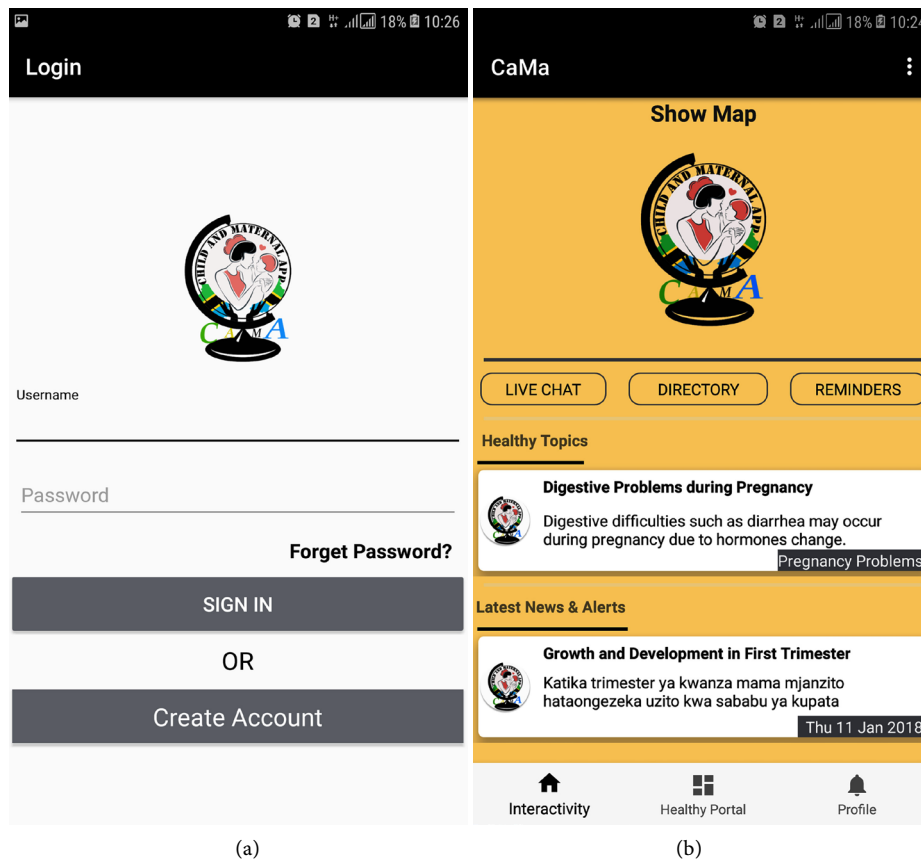 2 H+ 18% 10:26
Login
CHILD AND MATERNAL APP
C A M A
Username
Password
Forget Password?
SIGN IN
OR
Create Account
(a)
2 H+ 18% 10:24
CaMa
Show Map
CHILD AND MATERNAL APP
C A M A
LIVE CHAT DIRECTORY REMINDERS
Healthy Topics
Digestive Problems during Pregnancy
Digestive difficulties such as diarrhea may occur
during pregnancy due to hormones change.
Pregnancy Problems
Latest News & Alerts
Growth and Development in First Trimester
Katika trimester ya kwanza mama mjanzito
hataongezeka uzito kwa sababu ya kupata
Thu 11 Jan 2018
Interactivity Healthy Portal Profile
(b)